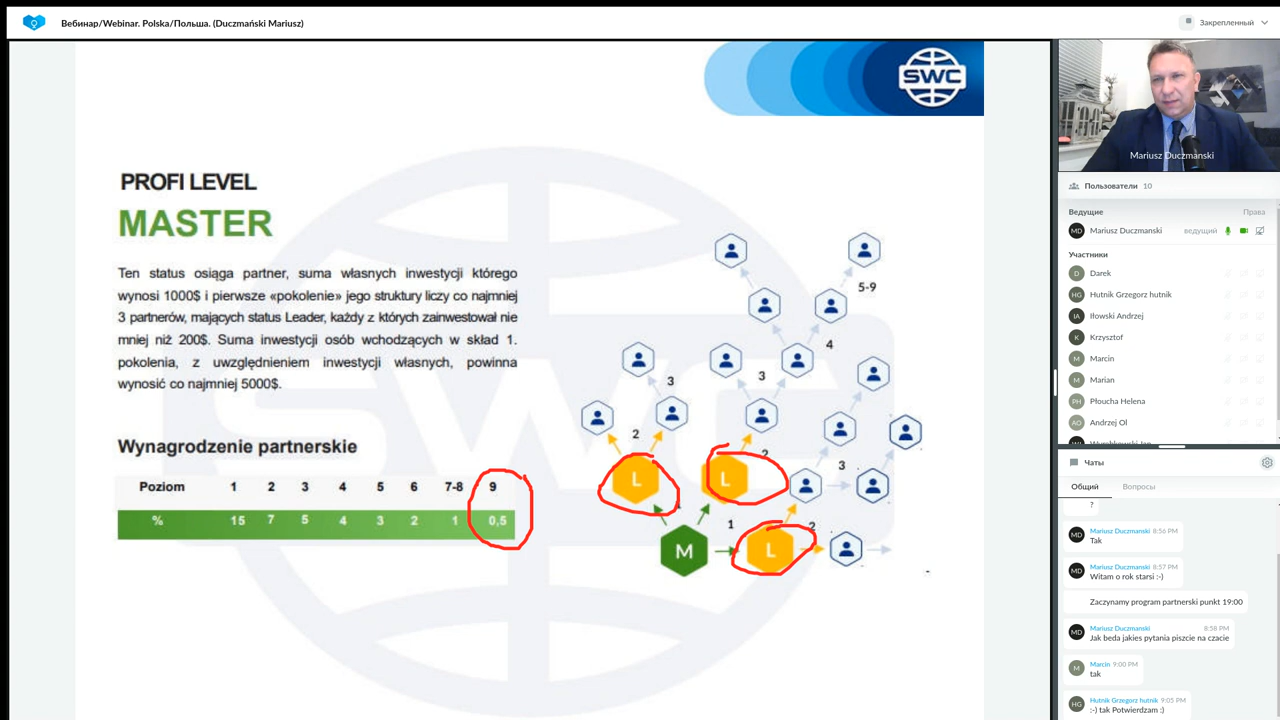 Вебинар/Webinar. Polska/Польша. (Duczmański Mariusz)
Закрепленный
SWC
PROFI LEVEL
MASTER
Ten status osiąga partner, suma własnych inwestycji którego
wynosi 1000$ i pierwsze «pokolenie» jego struktury liczy co najmniej
3 partnerów, mających status Leader, każdy z których zainwestował nie
mniej niż 200$. Suma inwestycji osób wchodzących w skład 1.
pokolenia, z uwzględnieniem inwestycji własnych, powinna
wynosić co najmniej 5000$.
Wynagrodzenie partnerskie
Poziom 1 2 3 4 5 6 7-8 9
% 15 7 5 4 3 2 1 0,5
5-9
4
3
3
2
2
3
L
L
1
2
M
L
SWC
Mariusz Duczmanski
Пользователи 10
Ведущие Права
MD Mariusz Duczmanski ведущий
Участники
D Darek
HG Hutnik Grzegorz hutnik
IA Iłowski Andrzej
K Krzysztof
M Marcin
M Marian
PH Płoucha Helena
AO Andrzej Ol
Чаты
Общий Вопросы
?
MD Mariusz Duczmanski 8:56 PM
Tak
MD Mariusz Duczmanski 8:57 PM
Witam o rok starsi :-)
Zaczynamy program partnerski punkt 19:00
MD Mariusz Duczmanski 8:58 PM
Jak beda jakies pytania piszcie na czacie
M Marcin 9:00 PM
tak
HG Hutnik Grzegorz hutnik 9:05 PM
:-) tak Potwierdzam :)